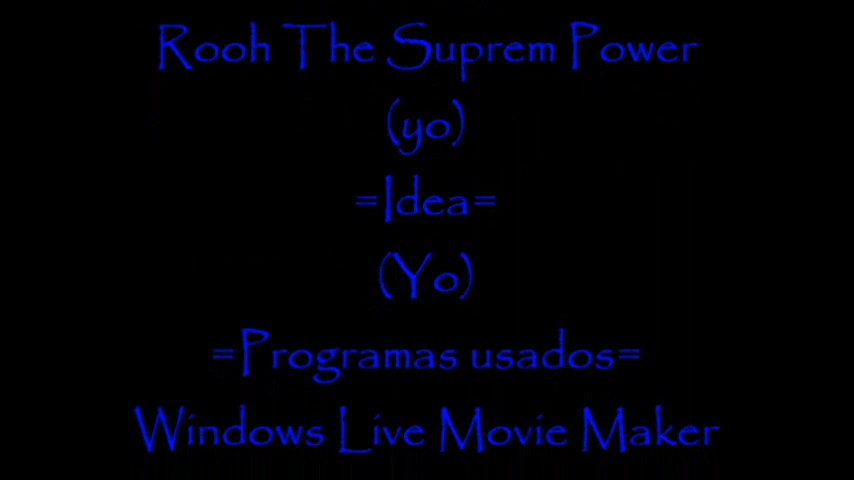 Rooh The Suprem Power
(yo)
=Idea=
(Yo)
=Programas usados=
Windows Live Movie Maker